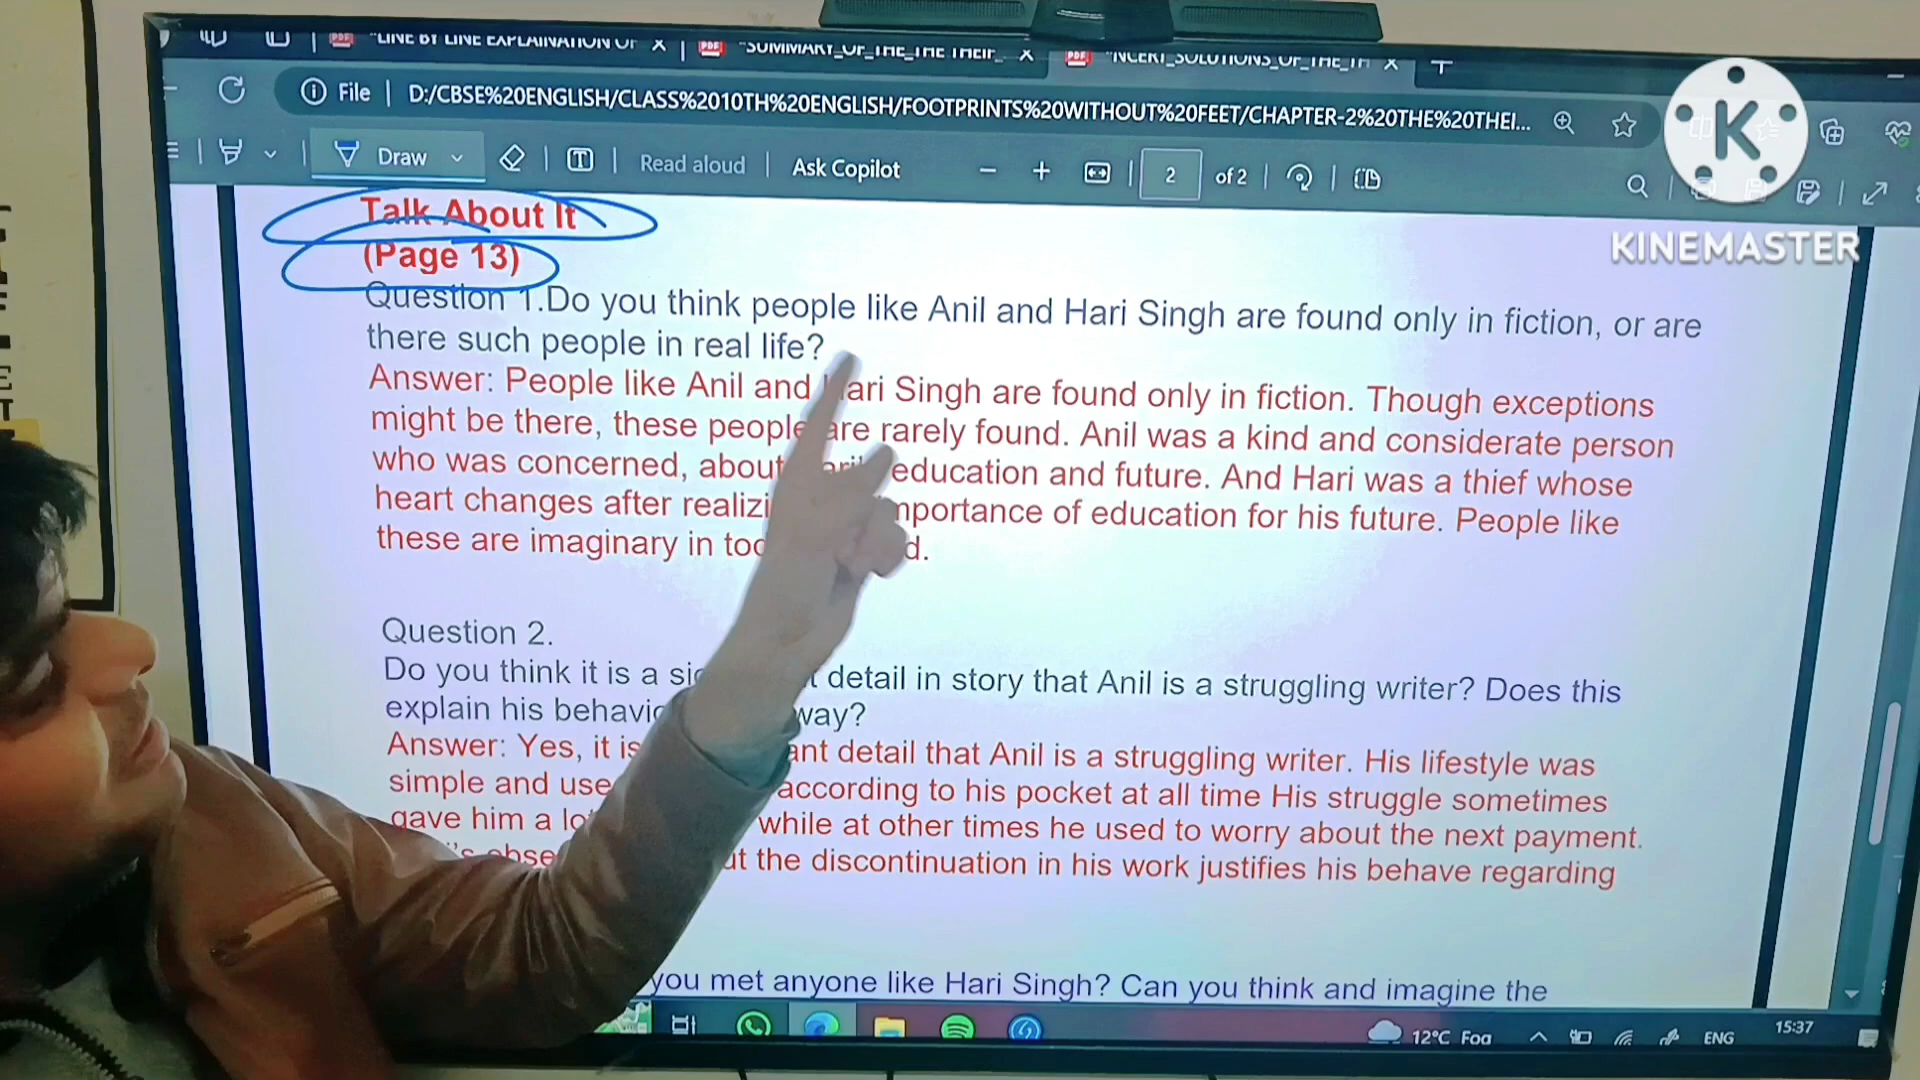 "LINE BY LINE EXPLAINATION OF
"SUMMARY_OF_THE_THE THEIF_
"NCERT_SOLUTIONS_OF_THE_TH
File D:/CBSE%20ENGLISH/CLASS%2010TH%20ENGLISH/FOOTPRINTS%20WITHOUT%20FEET/CHAPTER-2%20THE%20THEI...
Draw Read aloud Ask Copilot 2 of 2
K
KINEMASTER
Talk About It
(Page 13)
Question 1.Do you think people like Anil and Hari Singh are found only in fiction, or are
there such people in real life?
Answer: People like Anil and Hari Singh are found only in fiction. Though exceptions
might be there, these people are rarely found. Anil was a kind and considerate person
who was concerned, about education and future. And Hari was a thief whose
heart changes after realizi mportance of education for his future. People like
these are imaginary in tod d.
Question 2.
Do you think it is a sig t detail in story that Anil is a struggling writer? Does this
explain his behavio way?
Answer: Yes, it is ant detail that Anil is a struggling writer. His lifestyle was
simple and use according to his pocket at all time His struggle sometimes
gave him a lo while at other times he used to worry about the next payment.
's obse ut the discontinuation in his work justifies his behave regarding
you met anyone like Hari Singh? Can you think and imagine the
12°C Fog ENG 15:37